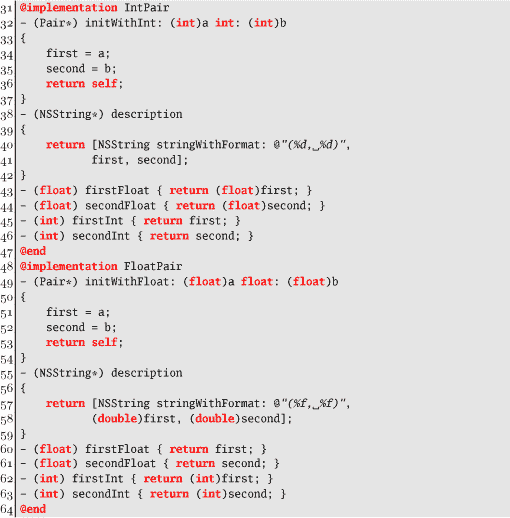 31 @implementation IntPair
32 - (Pair*) initWithInt: (int)a int: (int)b
33 {
34     first = a;
35     second = b;
36     return self;
37 }
38 - (NSString*) description
39 {
40     return [NSString stringWithFormat: @"(%d,␣%d)",
41            first, second];
42 }
43 - (float) firstFloat { return (float)first; }
44 - (float) secondFloat { return (float)second; }
45 - (int) firstInt { return first; }
46 - (int) secondInt { return second; }
47 @end
48 @implementation FloatPair
49 - (Pair*) initWithFloat: (float)a float: (float)b
50 {
51     first = a;
52     second = b;
53     return self;
54 }
55 - (NSString*) description
56 {
57     return [NSString stringWithFormat: @"(%f,␣%f)",
58            (double)first, (double)second];
59 }
60 - (float) firstFloat { return first; }
61 - (float) secondFloat { return second; }
62 - (int) firstInt { return (int)first; }
63 - (int) secondInt { return (int)second; }
64 @end